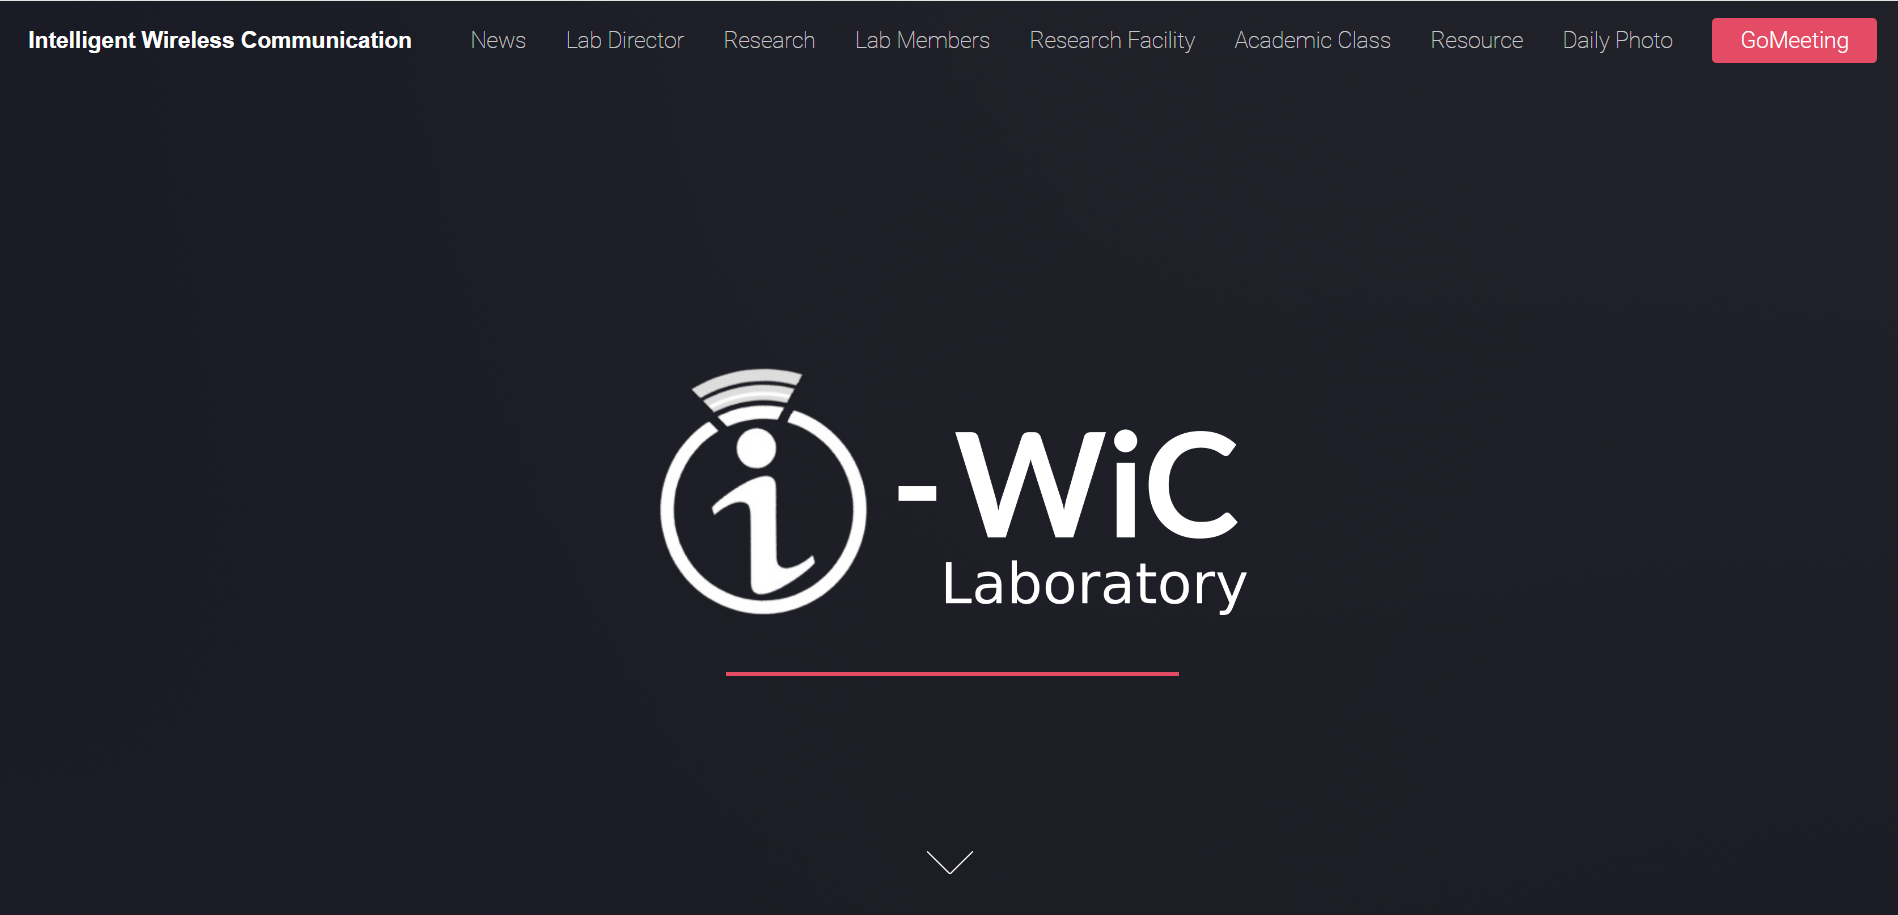 Intelligent Wireless Communication News Lab Director Research Lab Members Research Facility Academic Class Resource Daily Photo GoMeeting
i - WiC
Laboratory